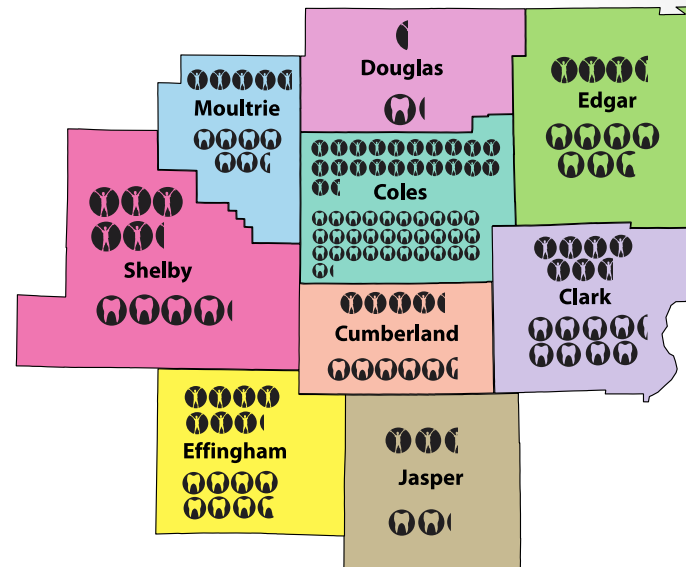 Douglas
Edgar
Moultrie
Coles
Shelby
Clark
Cumberland
Effingham
Jasper